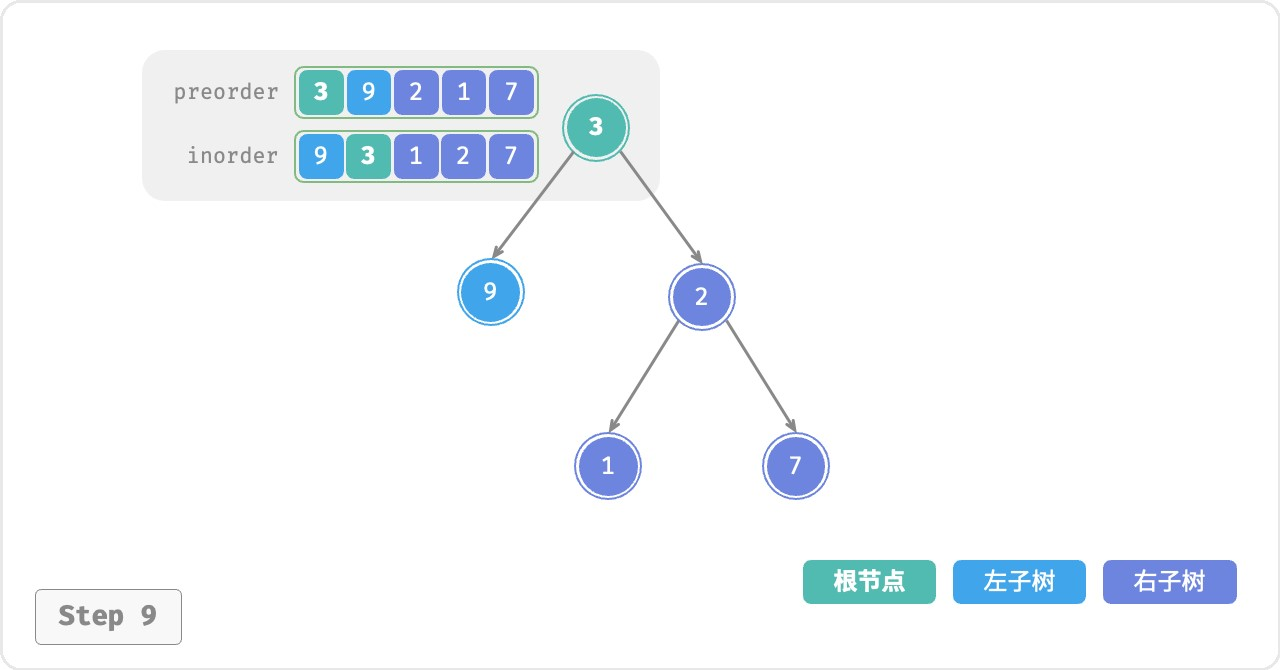 preorder 3 9 2 1 7
inorder 9 3 1 2 7
3
9 2
1 7
根节点 左子树 右子树
Step 9